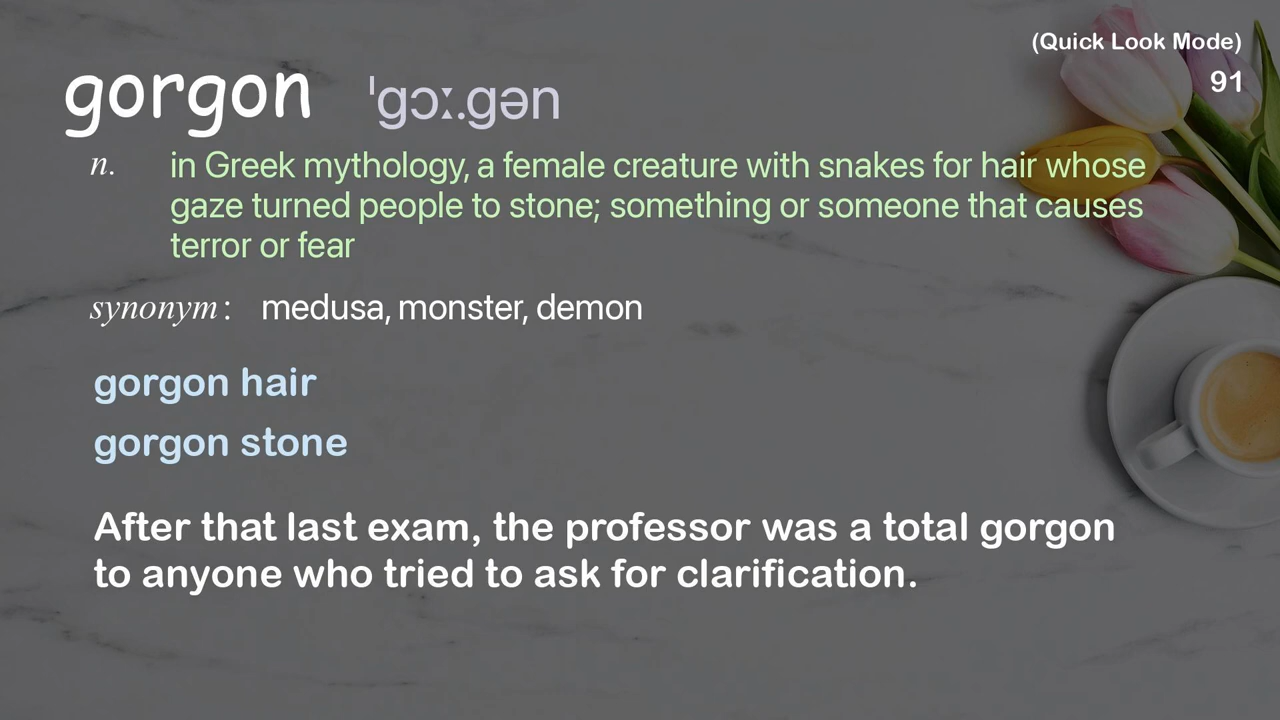 (Quick Look Mode)
91
gorgon ˈɡɔː.ɡən
n. in Greek mythology, a female creature with snakes for hair whose
gaze turned people to stone; something or someone that causes
terror or fear
synonym: medusa, monster, demon
gorgon hair
gorgon stone
After that last exam, the professor was a total gorgon
to anyone who tried to ask for clarification.